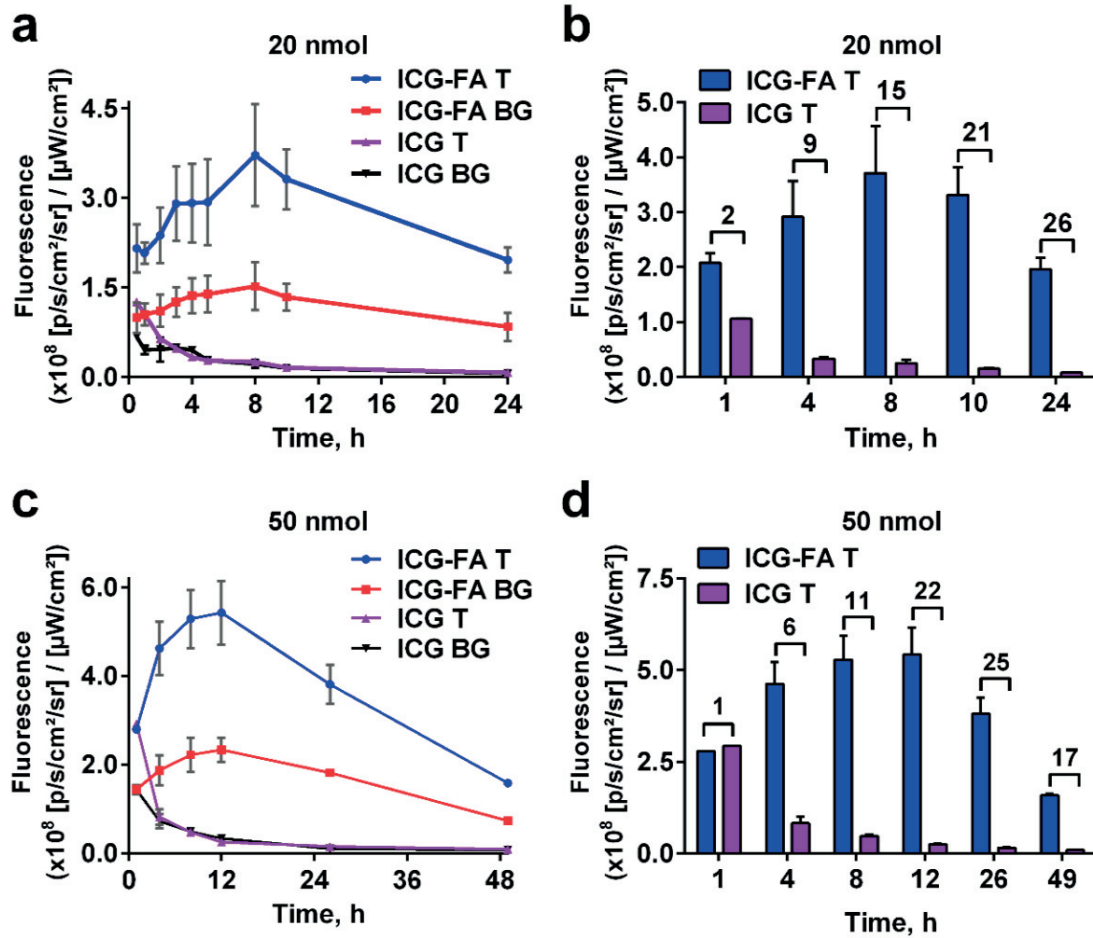 a
20 nmol
ICG-FA T
ICG-FA BG
ICG T
ICG BG
Fluorescence
(x10⁸ [p/s/cm²/sr] / [µW/cm²])
4.5
3.0
1.5
0.0
0 4 8 12 16 20 24
Time, h
b
20 nmol
ICG-FA T
ICG T
Fluorescence
(x10⁸ [p/s/cm²/sr] / [µW/cm²])
5.0
4.0
3.0
2.0
1.0
0.0
2 9 15 21 26
1 4 8 10 24
Time, h
c
50 nmol
ICG-FA T
ICG-FA BG
ICG T
ICG BG
Fluorescence
(x10⁸ [p/s/cm²/sr] / [µW/cm²])
6.0
4.0
2.0
0.0
0 12 24 36 48
Time, h
d
50 nmol
ICG-FA T
ICG T
Fluorescence
(x10⁸ [p/s/cm²/sr] / [µW/cm²])
7.5
5.0
2.5
0.0
1 6 11 22 25 17
1 4 8 12 26 49
Time, h